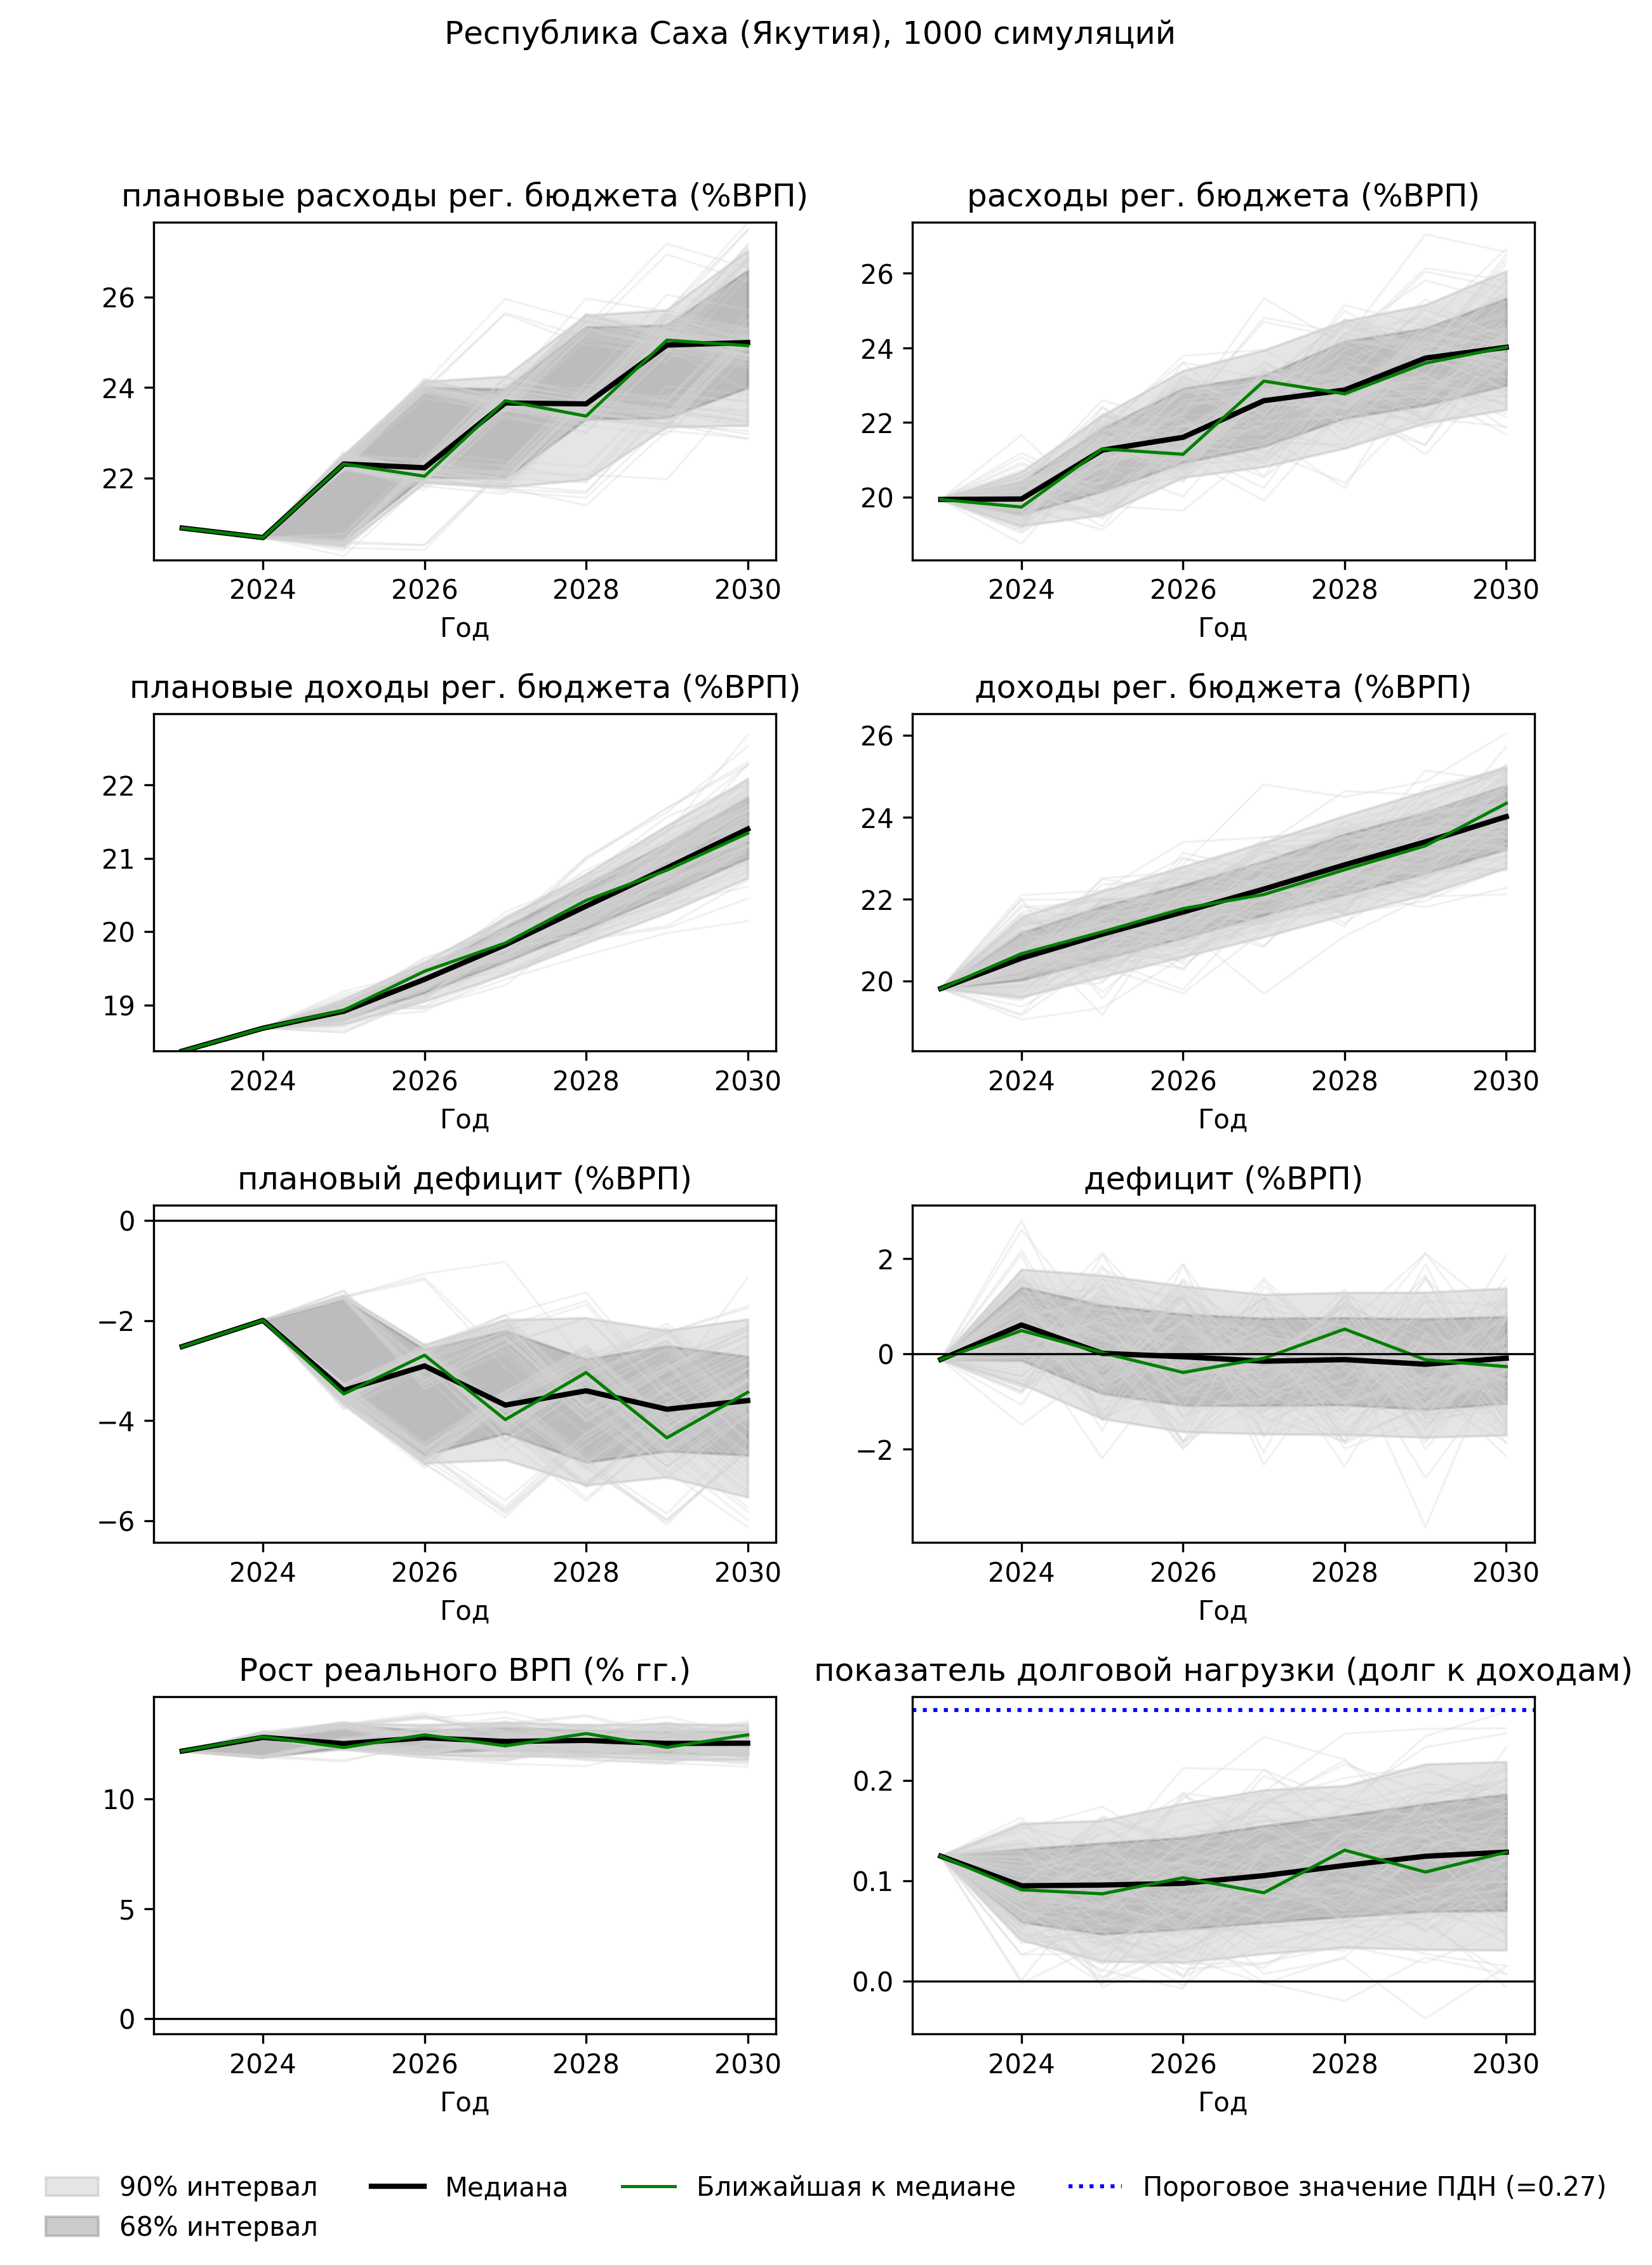 Республика Саха (Якутия), 1000 симуляций
плановые расходы рег. бюджета (%ВРП)
26
24
22
2024 2026 2028 2030
Год
расходы рег. бюджета (%ВРП)
26
24
22
20
2024 2026 2028 2030
Год
плановые доходы рег. бюджета (%ВРП)
22
21
20
19
2024 2026 2028 2030
Год
доходы рег. бюджета (%ВРП)
26
24
22
20
2024 2026 2028 2030
Год
плановый дефицит (%ВРП)
0
−2
−4
−6
2024 2026 2028 2030
Год
дефицит (%ВРП)
2
0
−2
2024 2026 2028 2030
Год
Рост реального ВРП (% гг.)
10
5
0
2024 2026 2028 2030
Год
показатель долговой нагрузки (долг к доходам)
0.2
0.1
0.0
2024 2026 2028 2030
Год
90% интервал
68% интервал
Медиана
Ближайшая к медиане
Пороговое значение ПДН (=0.27)